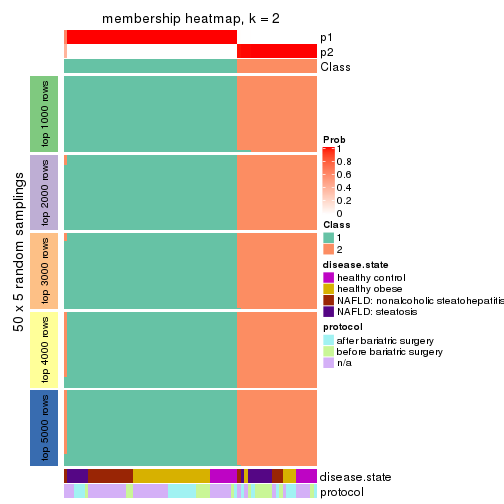 membership heatmap, k = 2
p1
p2
Class
50 x 5 random samplings
top 1000 rows
top 2000 rows
top 3000 rows
top 4000 rows
top 5000 rows
Prob
1
0.8
0.6
0.4
0.2
0
Class
1
2
disease.state
healthy control
healthy obese
NAFLD: nonalcoholic steatohepatitis
NAFLD: steatosis
protocol
after bariatric surgery
before bariatric surgery
n/a
disease.state
protocol